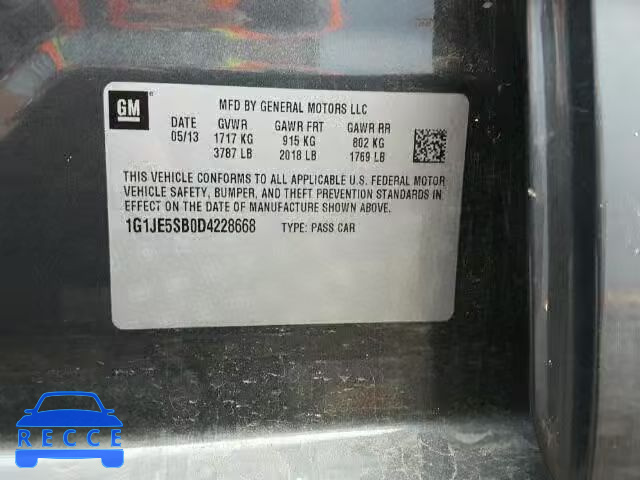 GM
MFD BY GENERAL MOTORS LLC
DATE GVWR GAWR FRT GAWR RR
05/13 1717 KG 915 KG 802 KG
3787 LB 2018 LB 1769 LB
THIS VEHICLE CONFORMS TO ALL APPLICABLE U.S. FEDERAL MOTOR
VEHICLE SAFETY, BUMPER, AND THEFT PREVENTION STANDARDS
IN EFFECT ON THE DATE OF MANUFACTURE SHOWN ABOVE.
1G1JE5SB0D4228668 TYPE: PASS CAR
RECCE